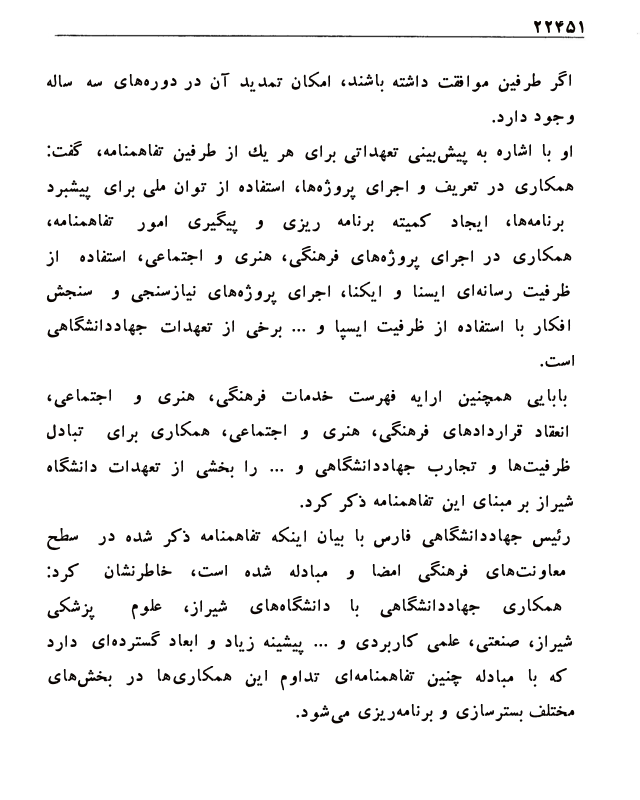 ۲۲۴۵۱
اگر طرفین موافقت داشته باشند، امکان تمدید آن در دوره‌های سه ساله
وجود دارد.
او با اشاره به پیش‌بینی تعهداتی برای هر یك از طرفین تفاهمنامه، گفت:
همکاری در تعریف و اجرای پروژه‌ها، استفاده از توان ملی برای پیشبرد
برنامه‌ها، ایجاد کمیته برنامه ریزی و پیگیری امور تفاهمنامه،
همکاری در اجرای پروژه‌های فرهنگی، هنری و اجتماعی، استفاده از
ظرفیت رسانه‌ای ایسنا و ایکنا، اجرای پروژه‌های نیازسنجی و سنجش
افکار با استفاده از ظرفیت ایسپا و ... برخی از تعهدات جهاددانشگاهی
است.
بابایی همچنین ارایه فهرست خدمات فرهنگی، هنری و اجتماعی،
انعقاد قراردادهای فرهنگی، هنری و اجتماعی، همکاری برای تبادل
ظرفیت‌ها و تجارب جهاددانشگاهی و ... را بخشی از تعهدات دانشگاه
شیراز بر مبنای این تفاهمنامه ذکر کرد.
رئیس جهاددانشگاهی فارس با بیان اینکه تفاهمنامه ذکر شده در سطح
معاونت‌های فرهنگی امضا و مبادله شده است، خاطرنشان کرد:
همکاری جهاددانشگاهی با دانشگاه‌های شیراز، علوم پزشکی
شیراز، صنعتی، علمی کاربردی و ... پیشینه زیاد و ابعاد گسترده‌ای دارد
که با مبادله چنین تفاهمنامه‌ای تداوم این همکاری‌ها در بخش‌های
مختلف بسترسازی و برنامه‌ریزی می‌شود.